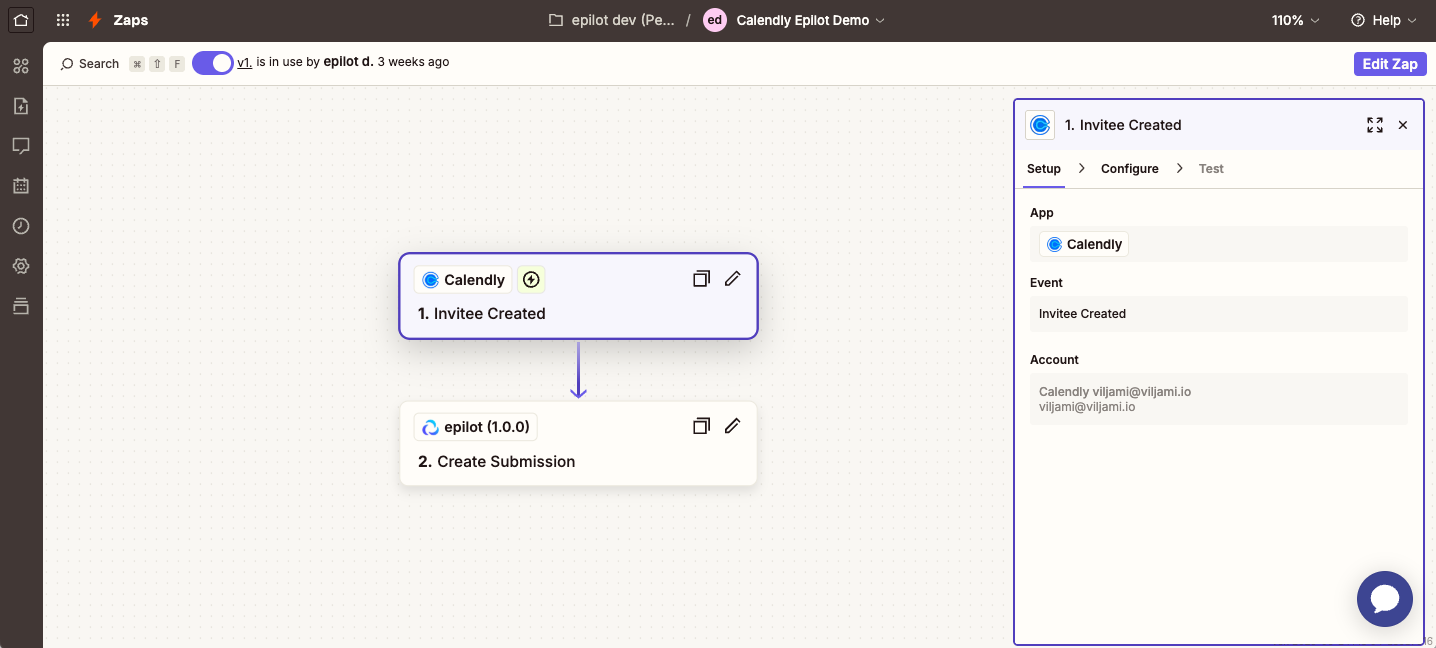 Zaps
epilot dev (Pe... / ed Calendly Epilot Demo
110%
Help
Search ⌘ ⇧ F
v1. is in use by epilot d. 3 weeks ago
Edit Zap
Calendly
1. Invitee Created
epilot (1.0.0)
2. Create Submission
1. Invitee Created
Setup > Configure > Test
App
Calendly
Event
Invitee Created
Account
Calendly viljami@viljami.io
viljami@viljami.io